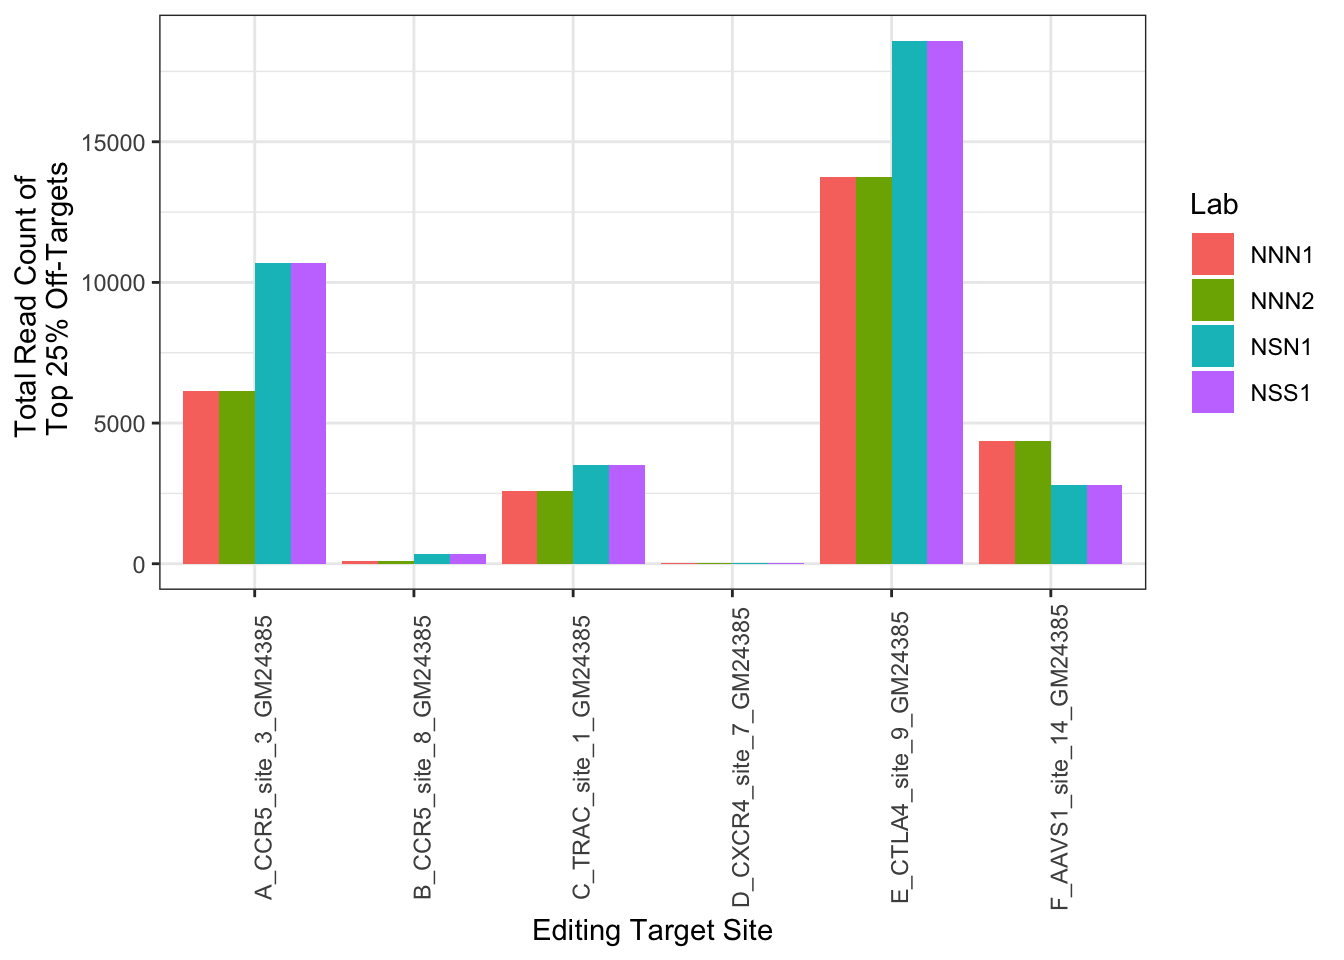 Total Read Count of
Top 25% Off-Targets
15000
10000
5000
0
A_CCR5_site_3_GM24385
B_CCR5_site_8_GM24385
C_TRAC_site_1_GM24385
D_CXCR4_site_7_GM24385
E_CTLA4_site_9_GM24385
F_AAVS1_site_14_GM24385
Editing Target Site
Lab
NNN1
NNN2
NSN1
NSS1